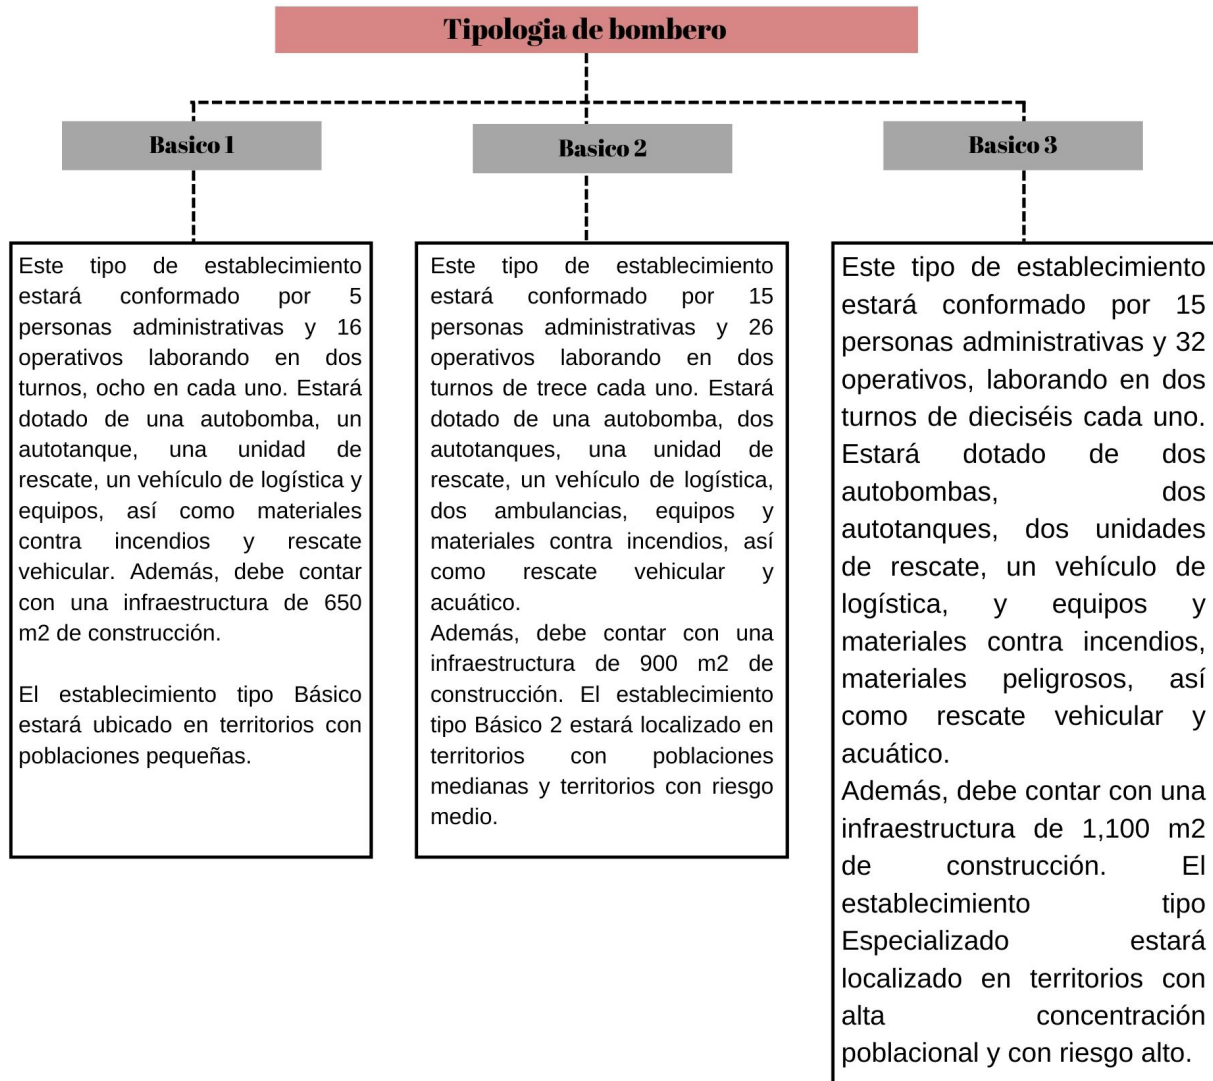 Tipologia de bombero
Basico 1
Este tipo de establecimiento
estará conformado por 5
personas administrativas y 16
operativos laborando en dos
turnos, ocho en cada uno. Estará
dotado de una autobomba, un
autotanque, una unidad de
rescate, un vehículo de logística y
equipos, así como materiales
contra incendios y rescate
vehicular. Además, debe contar
con una infraestructura de 650
m2 de construcción.
El establecimiento tipo Básico
estará ubicado en territorios con
poblaciones pequeñas.
Basico 2
Este tipo de establecimiento
estará conformado por 15
personas administrativas y 26
operativos laborando en dos
turnos de trece cada uno. Estará
dotado de una autobomba, dos
autotanques, una unidad de
rescate, un vehículo de logística,
dos ambulancias, equipos y
materiales contra incendios, así
como rescate vehicular y
acuático.
Además, debe contar con una
infraestructura de 900 m2 de
construcción. El establecimiento
tipo Básico 2 estará localizado en
territorios con poblaciones
medianas y territorios con riesgo
medio.
Basico 3
Este tipo de establecimiento
estará conformado por 15
personas administrativas y 32
operativos, laborando en dos
turnos de dieciséis cada uno.
Estará dotado de dos
autobombas, dos
autotanques, dos unidades
de rescate, un vehículo de
logística, y equipos y
materiales contra incendios,
materiales peligrosos, así
como rescate vehicular y
acuático.
Además, debe contar con una
infraestructura de 1,100 m2
de construcción. El
establecimiento tipo
Especializado estará
localizado en territorios con
alta concentración
poblacional y con riesgo alto.